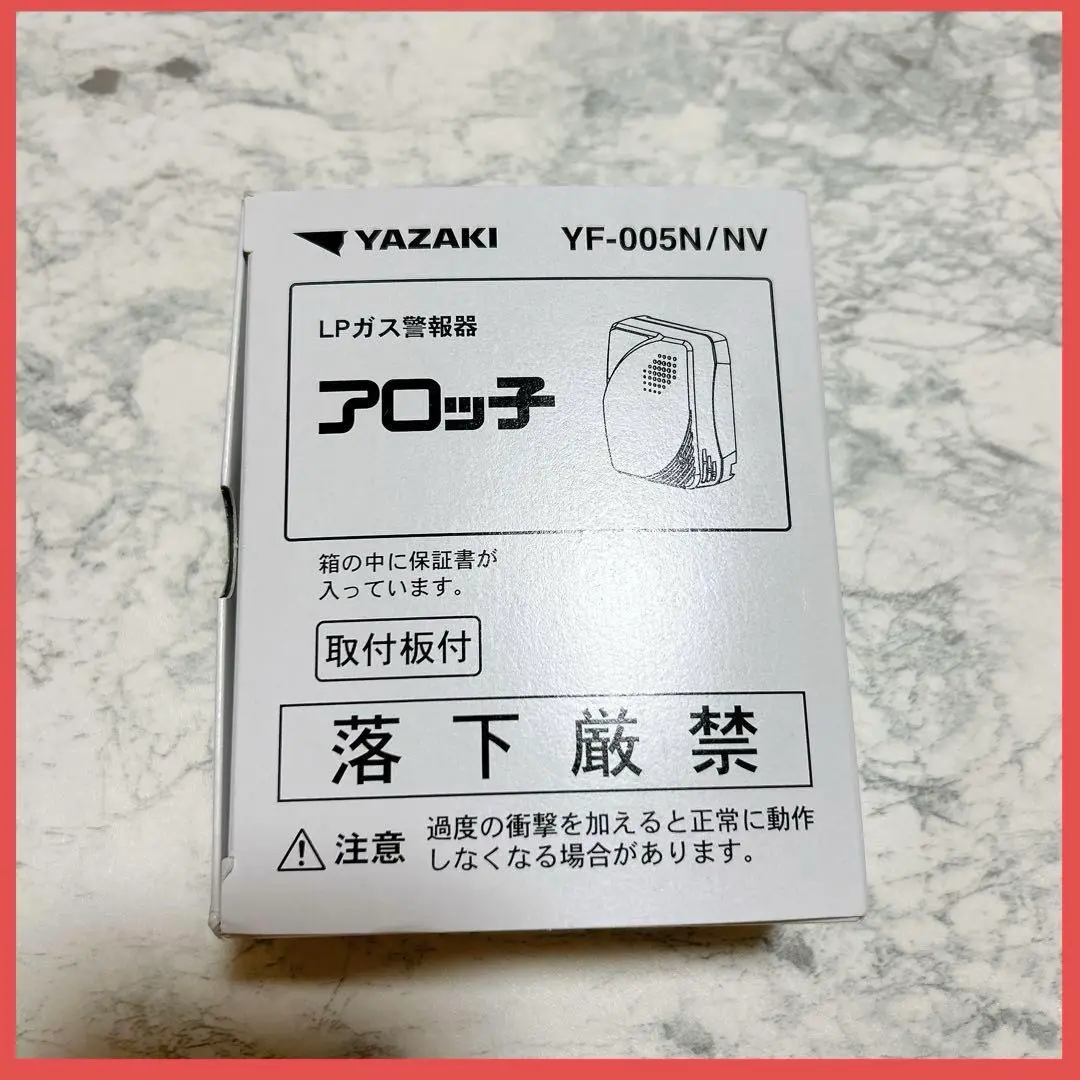 YAZAKI YF-005N/NV
LPガス警報器
アロッ子
箱の中に保証書が
入っています。
取付板付
落下厳禁
注意
過度の衝撃を加えると正常に動作
しなくなる場合があります。